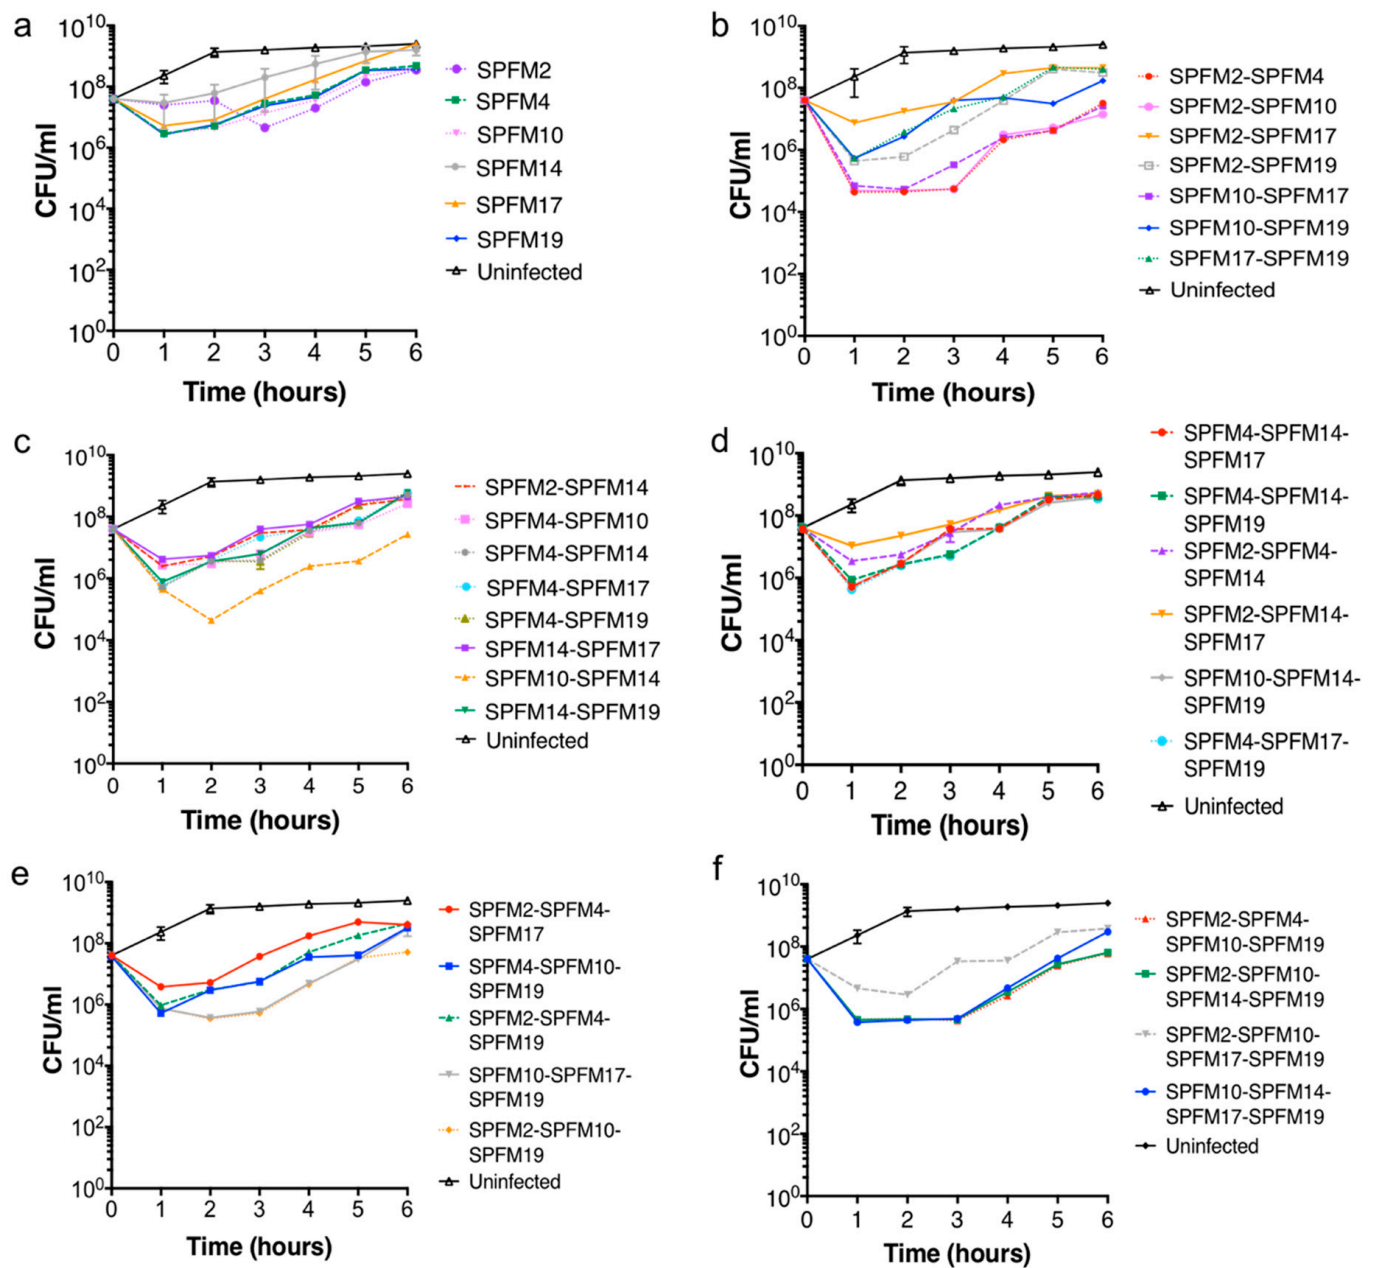 a
10^10
10^8
10^6
10^4
10^2
10^0
CFU/ml
0 1 2 3 4 5 6
Time (hours)
SPFM2
SPFM4
SPFM10
SPFM14
SPFM17
SPFM19
Uninfected
b
10^10
10^8
10^6
10^4
10^2
10^0
CFU/ml
0 1 2 3 4 5 6
Time (hours)
SPFM2-SPFM4
SPFM2-SPFM10
SPFM2-SPFM17
SPFM2-SPFM19
SPFM10-SPFM17
SPFM10-SPFM19
SPFM17-SPFM19
Uninfected
c
10^10
10^8
10^6
10^4
10^2
10^0
CFU/ml
0 1 2 3 4 5 6
Time (hours)
SPFM2-SPFM14
SPFM4-SPFM10
SPFM4-SPFM14
SPFM4-SPFM17
SPFM4-SPFM19
SPFM14-SPFM17
SPFM10-SPFM14
SPFM14-SPFM19
Uninfected
d
10^10
10^8
10^6
10^4
10^2
10^0
CFU/ml
0 1 2 3 4 5 6
Time (hours)
SPFM4-SPFM14-
SPFM17
SPFM4-SPFM14-
SPFM19
SPFM2-SPFM4-
SPFM14
SPFM2-SPFM14-
SPFM17
SPFM10-SPFM14-
SPFM19
SPFM4-SPFM17-
SPFM19
Uninfected
e
10^10
10^8
10^6
10^4
10^2
10^0
CFU/ml
0 1 2 3 4 5 6
Time (hours)
SPFM2-SPFM4-
SPFM17
SPFM4-SPFM10-
SPFM19
SPFM2-SPFM4-
SPFM19
SPFM10-SPFM17-
SPFM19
SPFM2-SPFM10-
SPFM19
Uninfected
f
10^10
10^8
10^6
10^4
10^2
10^0
CFU/ml
0 1 2 3 4 5 6
Time (hours)
SPFM2-SPFM4-
SPFM10-SPFM19
SPFM2-SPFM10-
SPFM14-SPFM19
SPFM2-SPFM10-
SPFM17-SPFM19
SPFM10-SPFM14-
SPFM17-SPFM19
Uninfected